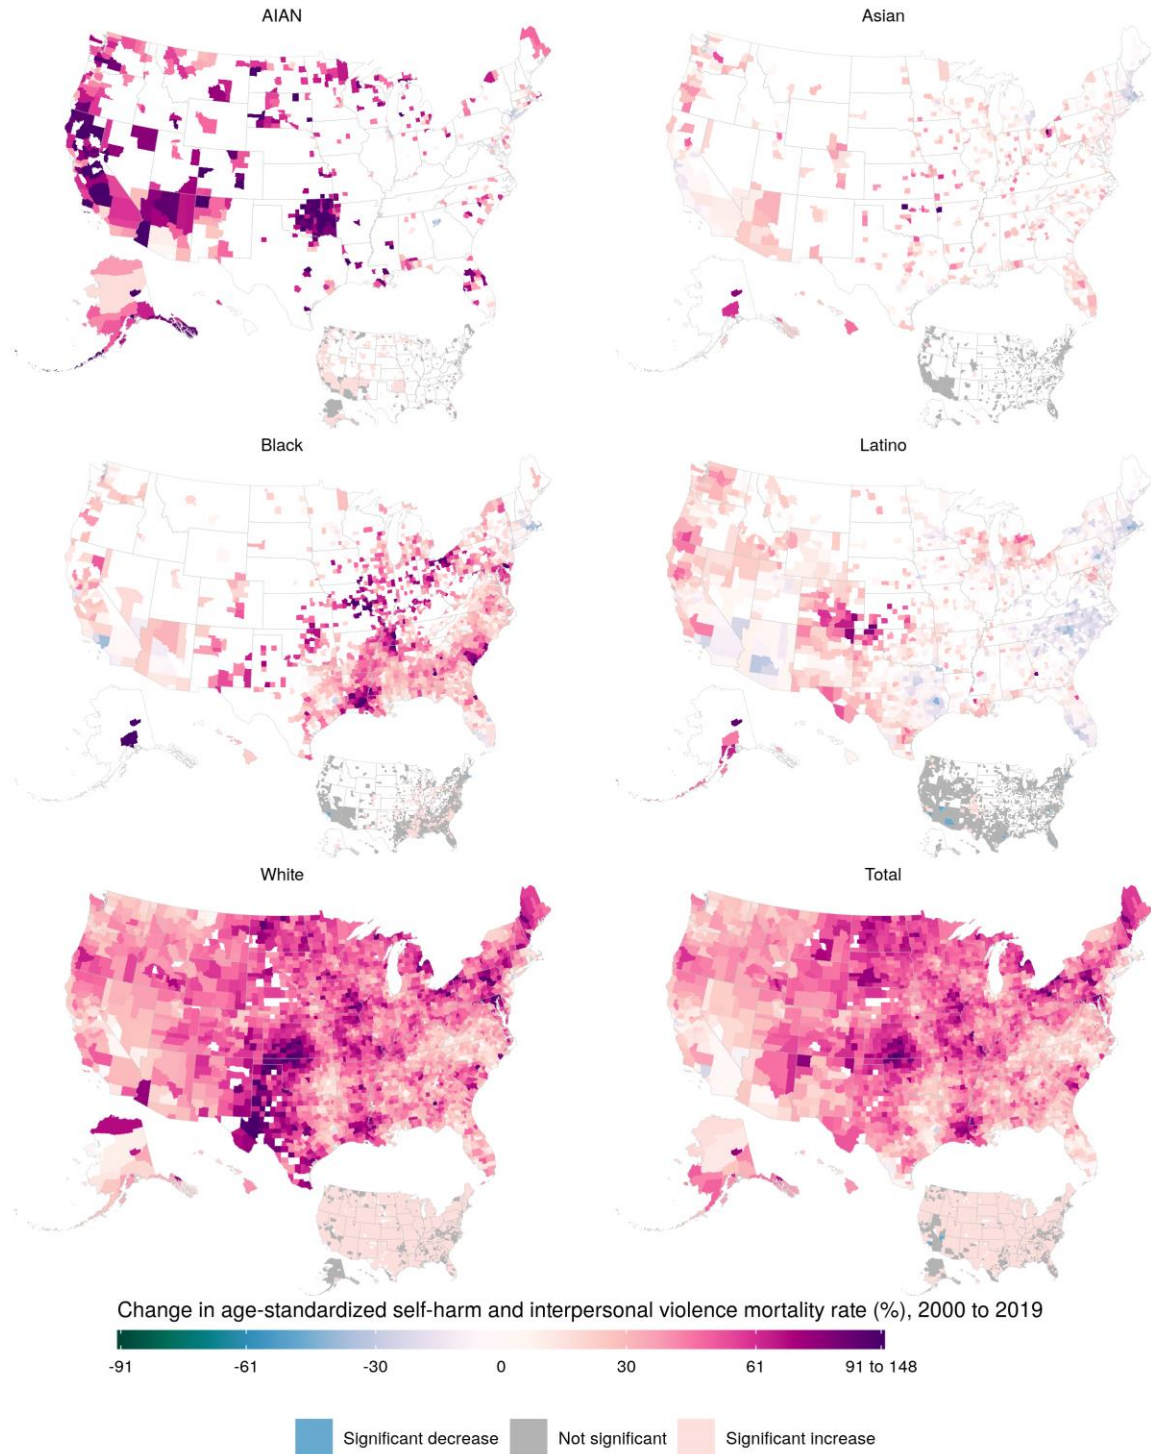 AIAN
Asian
Black
Latino
White
Total
Change in age-standardized self-harm and interpersonal violence mortality rate (%), 2000 to 2019
-91 -61 -30 0 30 61 91 to 148
Significant decrease Not significant Significant increase